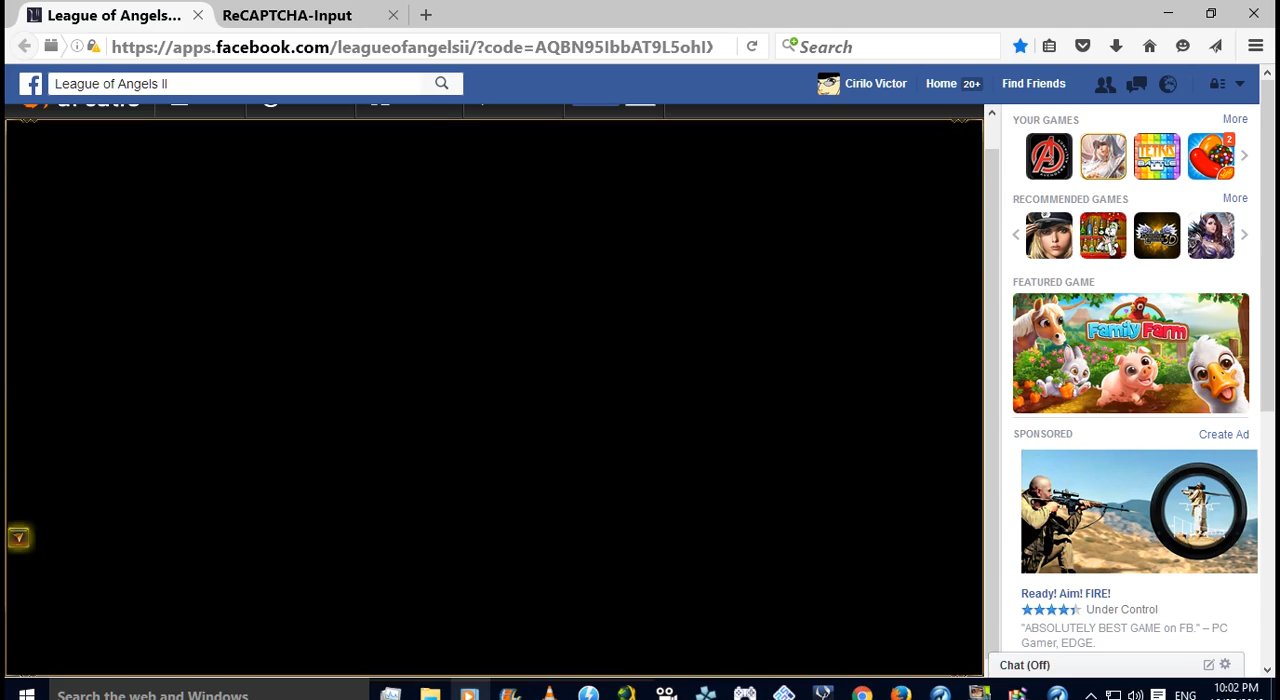 League of Angels...
ReCAPTCHA-Input
https://apps.facebook.com/leagueofangelsii/?code=AQBN95IbbAT9L5ohI
Search
League of Angels II
Cirilo Victor
Home 20+
Find Friends
YOUR GAMES
More
2
RECOMMENDED GAMES
More
FEATURED GAME
Family Farm
SPONSORED
Create Ad
Ready! Aim! FIRE!
Under Control
"ABSOLUTELY BEST GAME on FB." – PC
Gamer, EDGE.
Chat (Off)
Search the web and Windows
ENG
10:02 PM